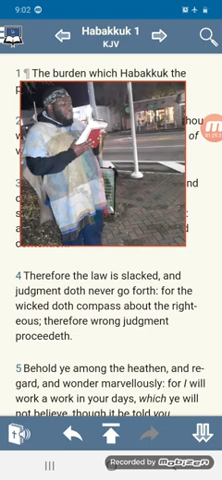 9:02
Habakkuk 1
KJV
1 ¶ The burden which Habakkuk the
2
of
3
nd
4 Therefore the law is slacked, and
judgment doth never go forth: for the
wicked doth compass about the right-
eous; therefore wrong judgment
proceedeth.
5 Behold ye among the heathen, and re-
gard, and wonder marvellously: for I will
work a work in your days, which ye will
not believe, though it be told you.
Recorded by mobizen